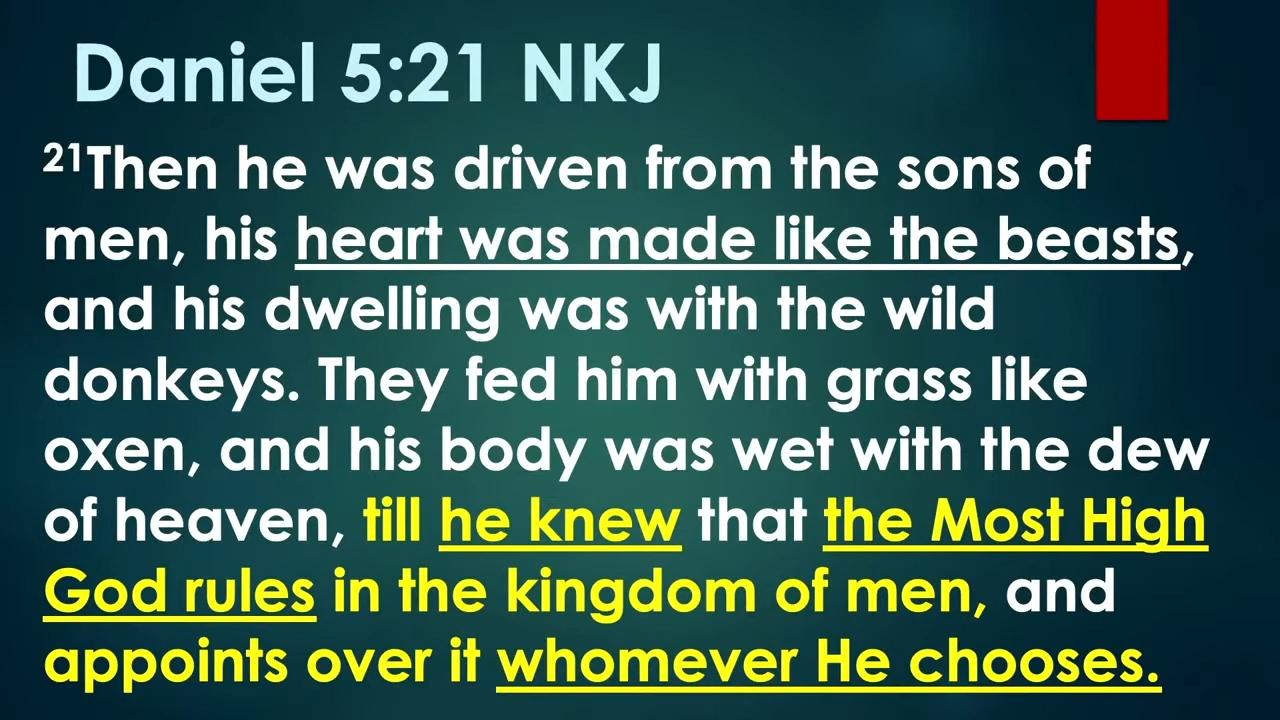 Daniel 5:21 NKJ
²¹Then he was driven from the sons of
men, his heart was made like the beasts,
and his dwelling was with the wild
donkeys. They fed him with grass like
oxen, and his body was wet with the dew
of heaven, till he knew that the Most High
God rules in the kingdom of men, and
appoints over it whomever He chooses.